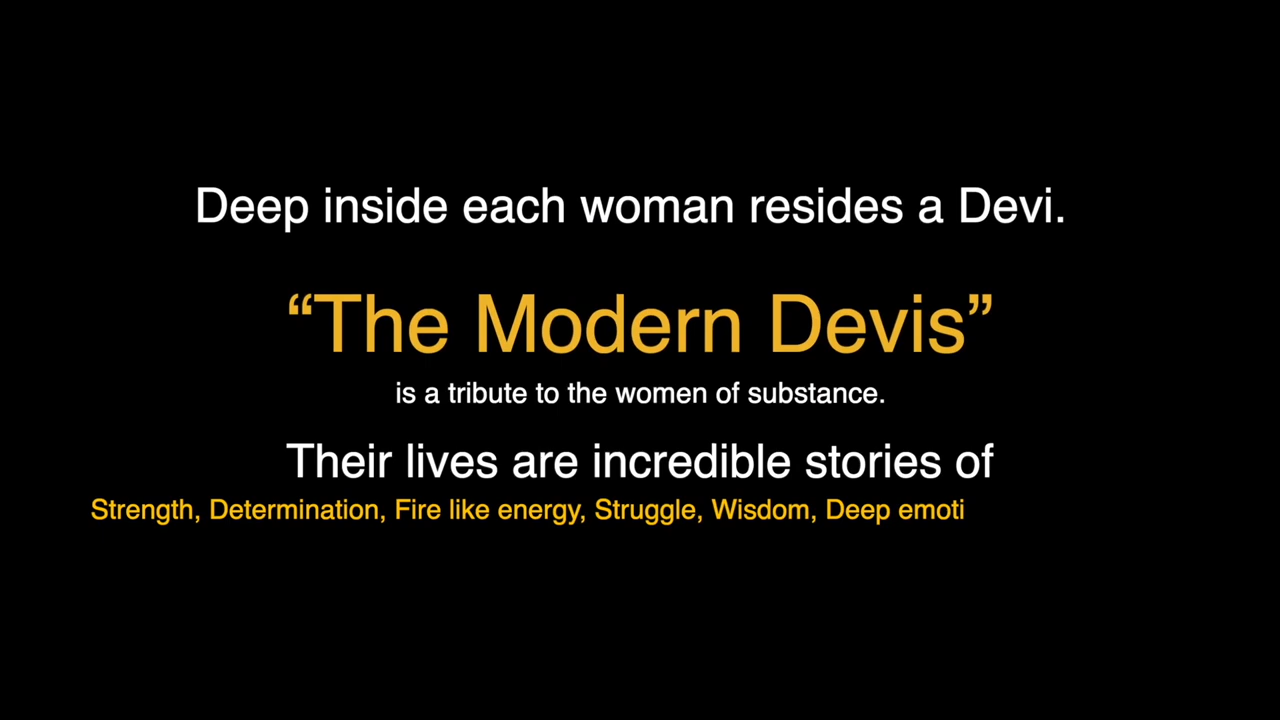 Deep inside each woman resides a Devi.
“The Modern Devis”
is a tribute to the women of substance.
Their lives are incredible stories of
Strength, Determination, Fire like energy, Struggle, Wisdom, Deep emoti